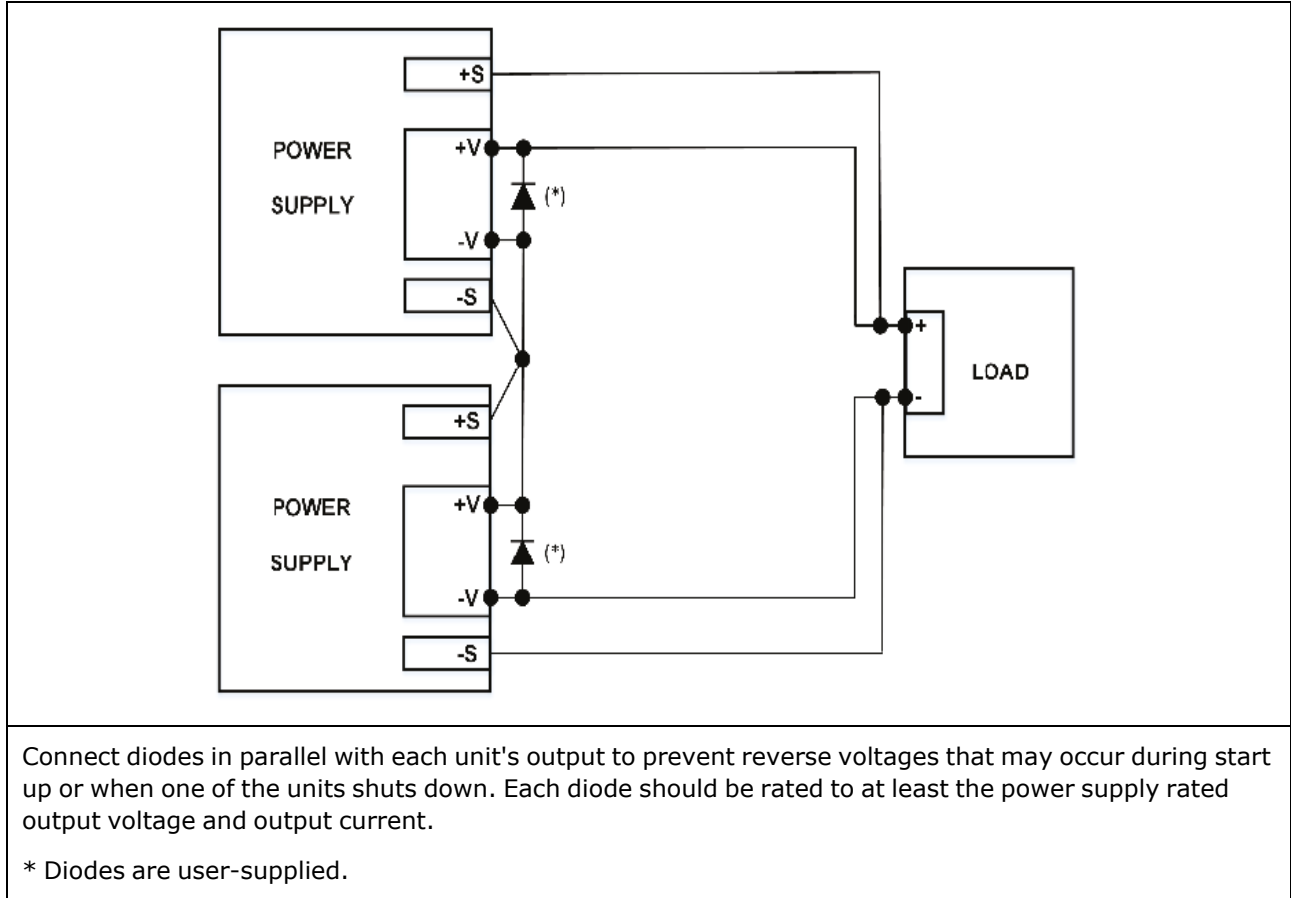 +S
POWER
SUPPLY
+V
(*)
-V
-S
+
LOAD
-
+S
POWER
SUPPLY
+V
(*)
-V
-S
Connect diodes in parallel with each unit's output to prevent reverse voltages that may occur during start
up or when one of the units shuts down. Each diode should be rated to at least the power supply rated
output voltage and output current.
* Diodes are user-supplied.